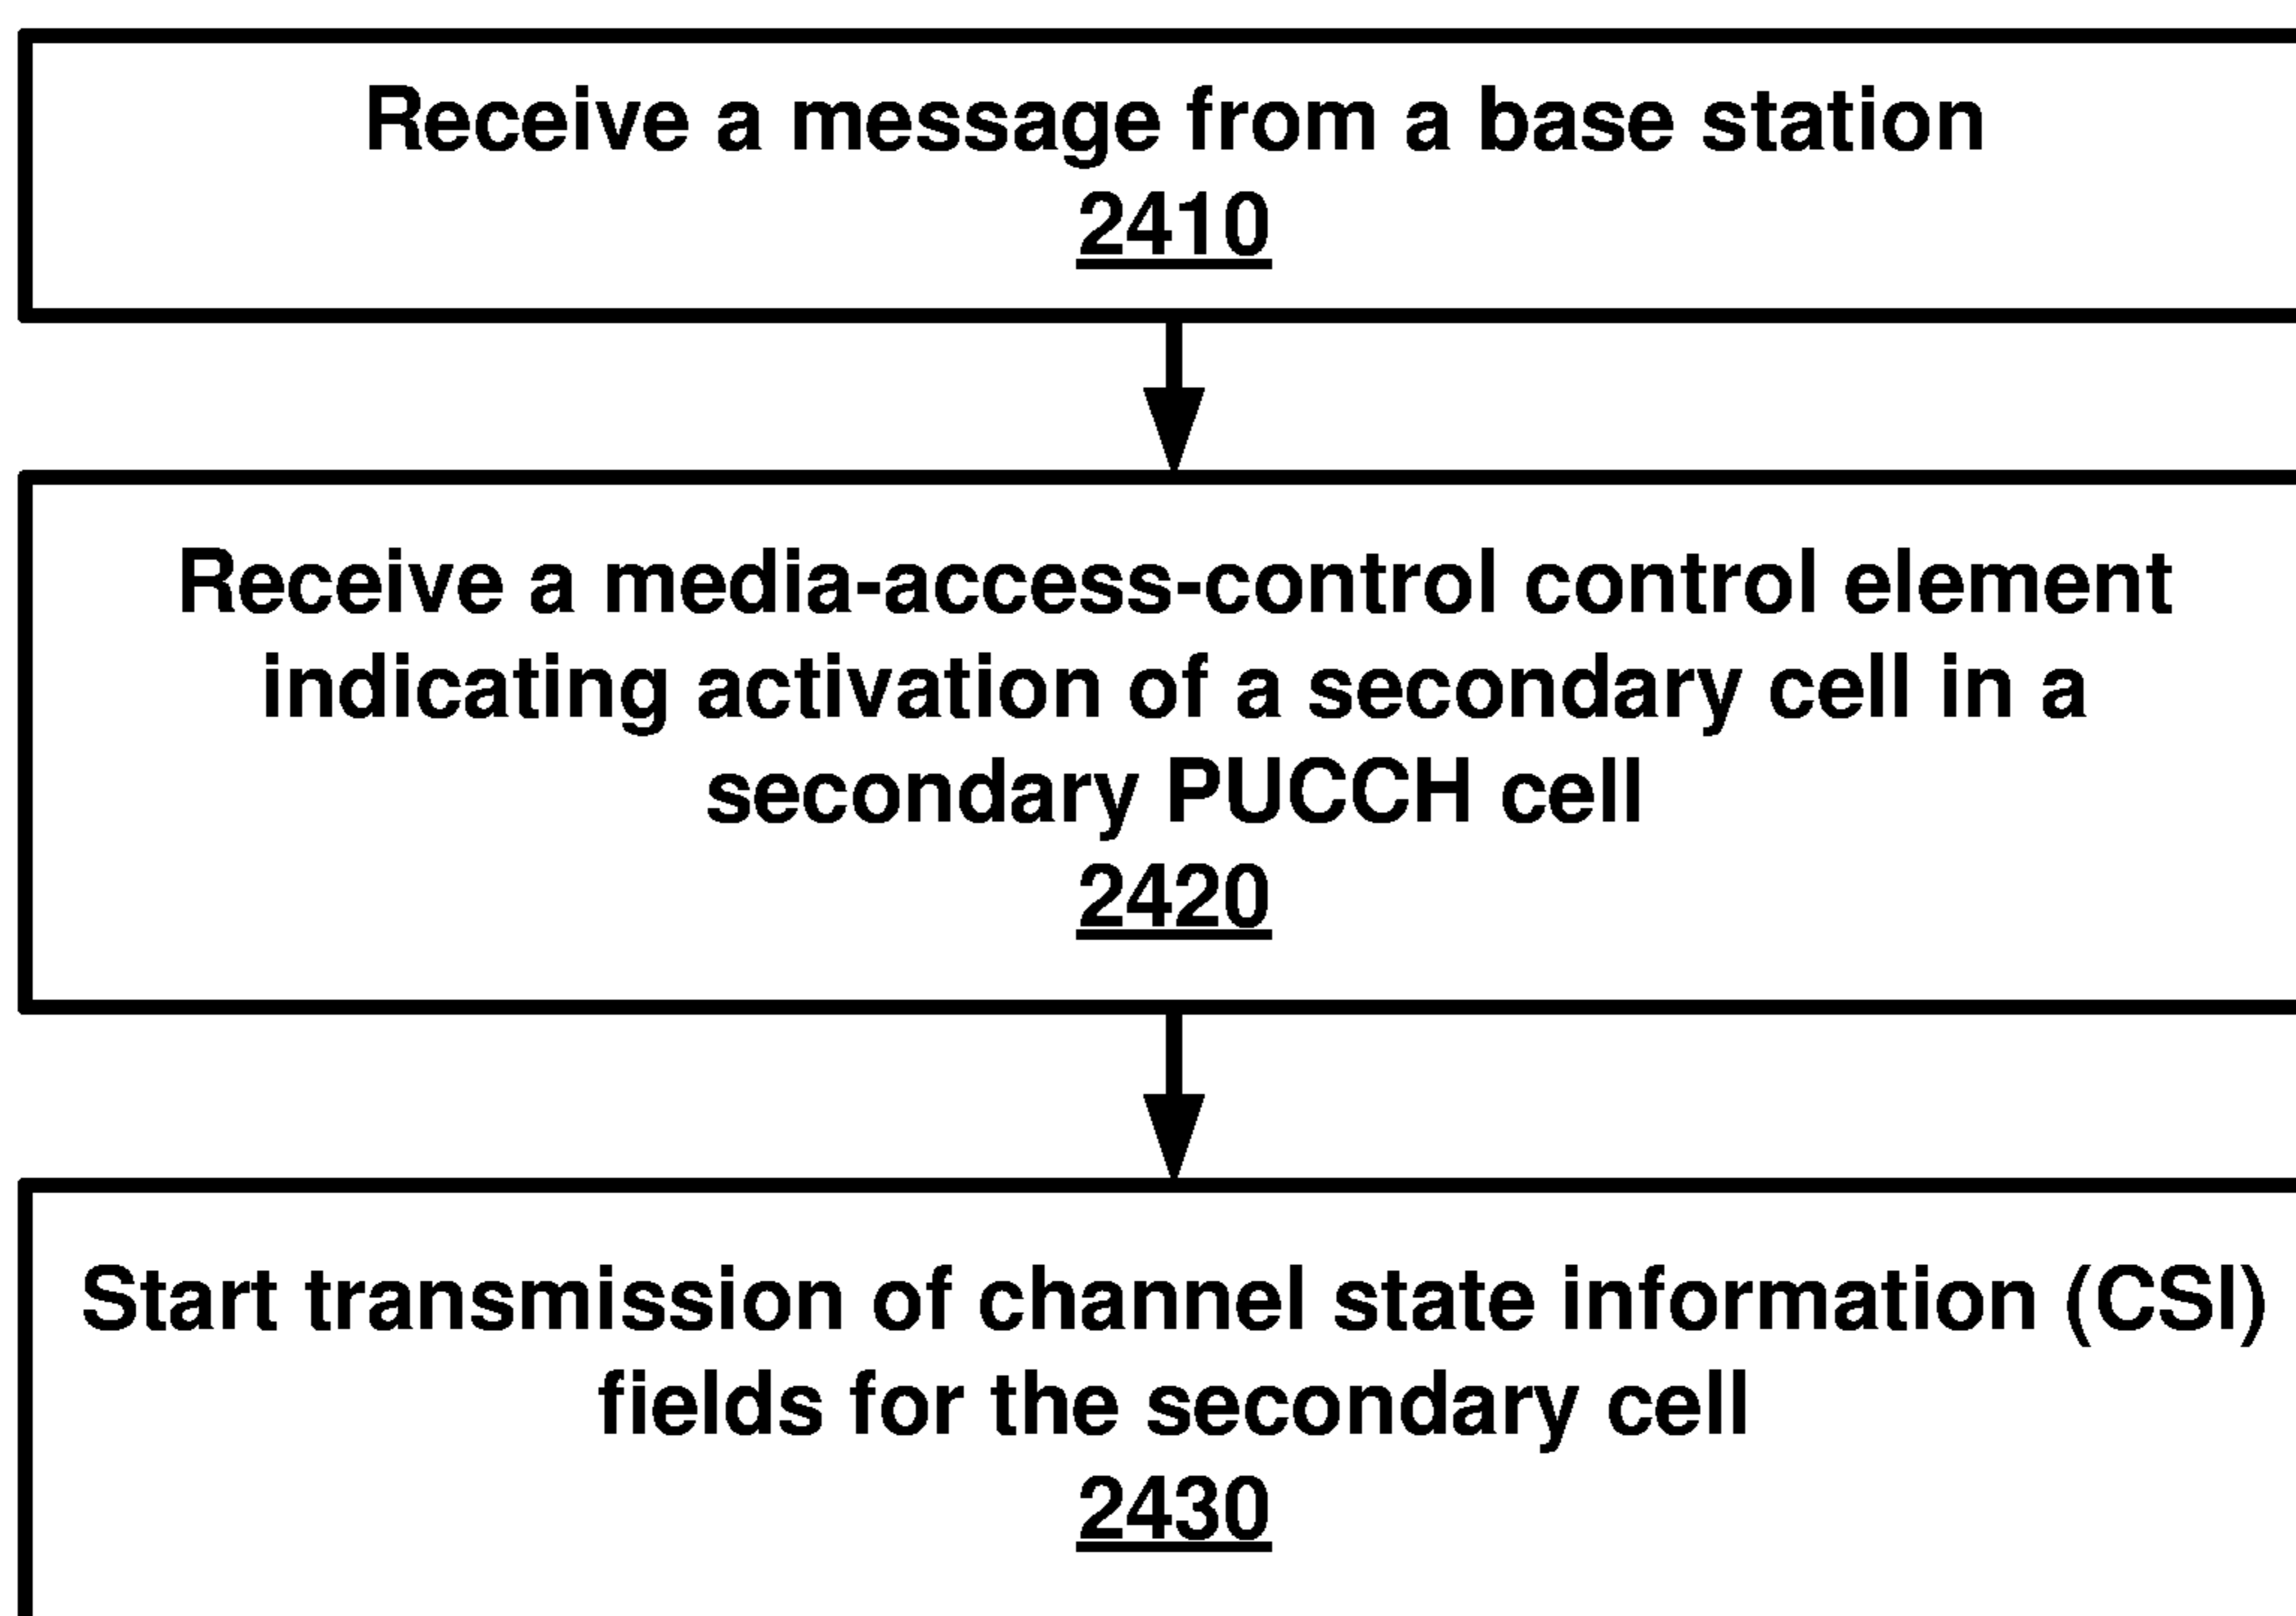 Receive a message from a base station
2410
Receive a media-access-control control element
indicating activation of a secondary cell in a
secondary PUCCH cell
2420
Start transmission of channel state information (CSI)
fields for the secondary cell
2430